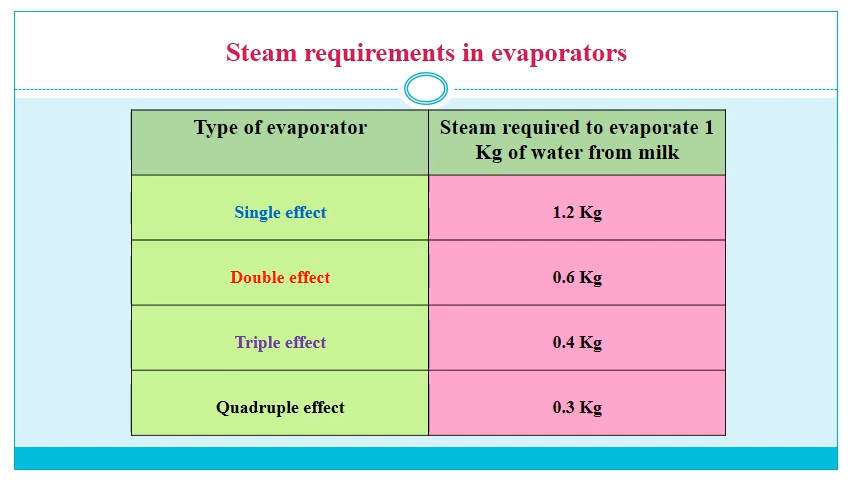 Steam requirements in evaporators
Type of evaporator
Steam required to evaporate 1
Kg of water from milk
Single effect
1.2 Kg
Double effect
0.6 Kg
Triple effect
0.4 Kg
Quadruple effect
0.3 Kg